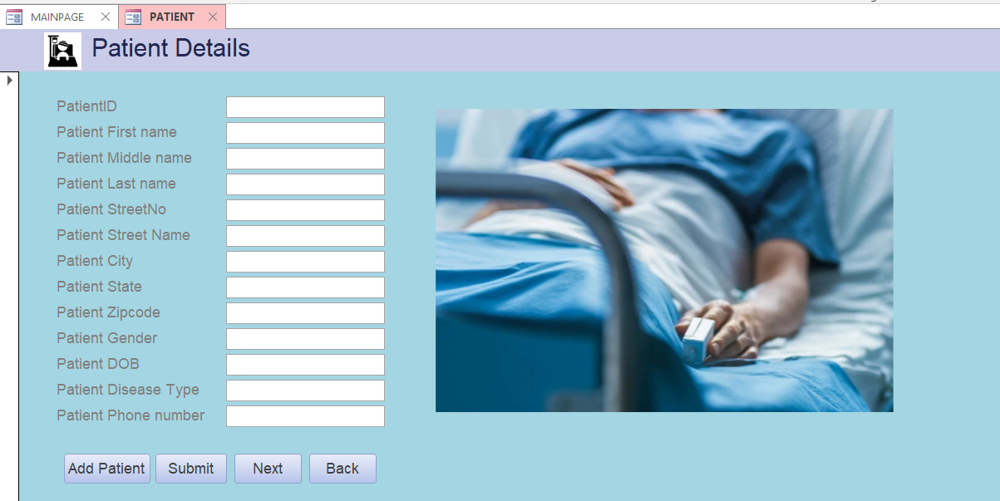 MAINPAGE
PATIENT
Patient Details
PatientID
Patient First name
Patient Middle name
Patient Last name
Patient StreetNo
Patient Street Name
Patient City
Patient State
Patient Zipcode
Patient Gender
Patient DOB
Patient Disease Type
Patient Phone number
Add Patient Submit Next Back